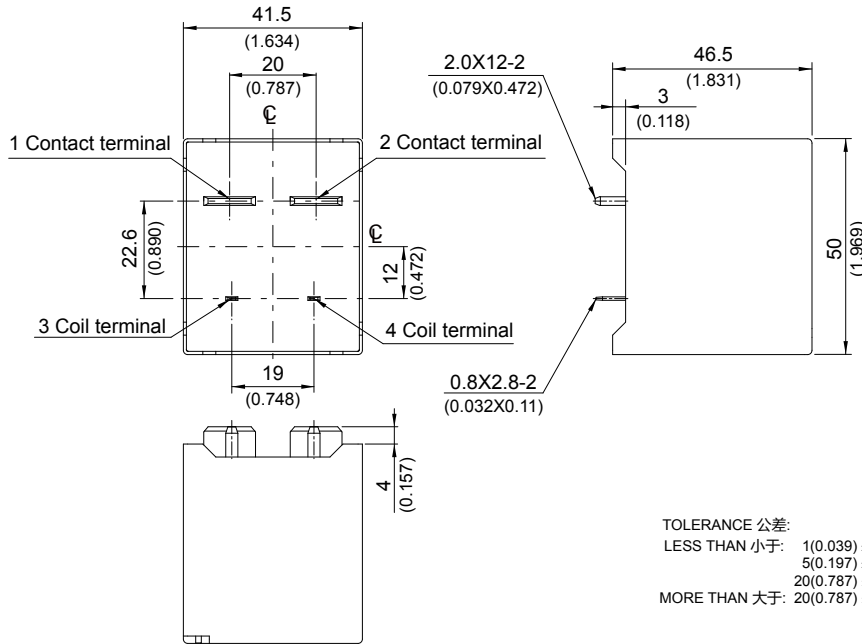 41.5
(1.634)
20
(0.787)
℄
1 Contact terminal
2 Contact terminal
22.6
(0.890)
℄
12
(0.472)
3 Coil terminal
4 Coil terminal
19
(0.748)
2.0X12-2
(0.079X0.472)
46.5
(1.831)
3
(0.118)
50
(1.969)
0.8X2.8-2
(0.032X0.11)
4
(0.157)
TOLERANCE 公差:
LESS THAN 小于: 1(0.039)
5(0.197)
20(0.787)
MORE THAN 大于: 20(0.787)